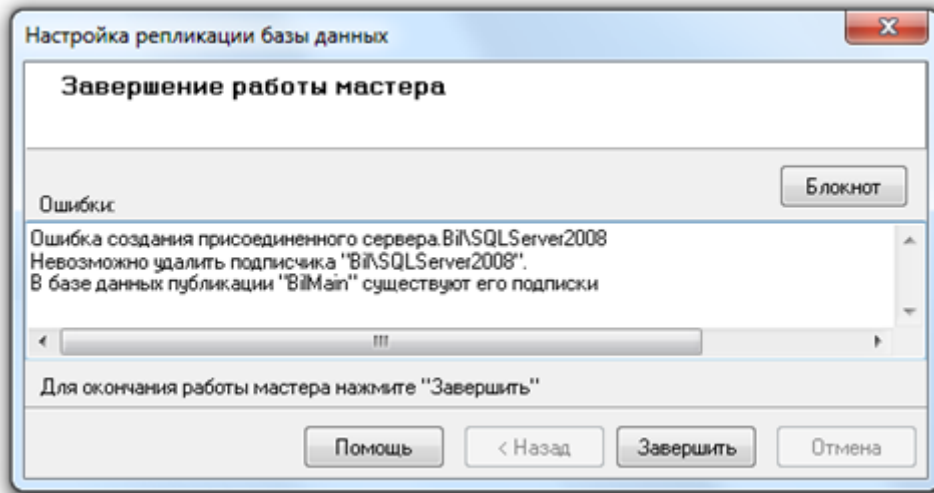 Настройка репликации базы данных
Завершение работы мастера
Блокнот
Ошибки:
Ошибка создания присоединенного сервера.Bil\SQLServer2008
Невозможно удалить подписчика "Bil\SQLServer2008".
В базе данных публикации "BilMain" существуют его подписки
Для окончания работы мастера нажмите "Завершить"
Помощь < Назад Завершить Отмена